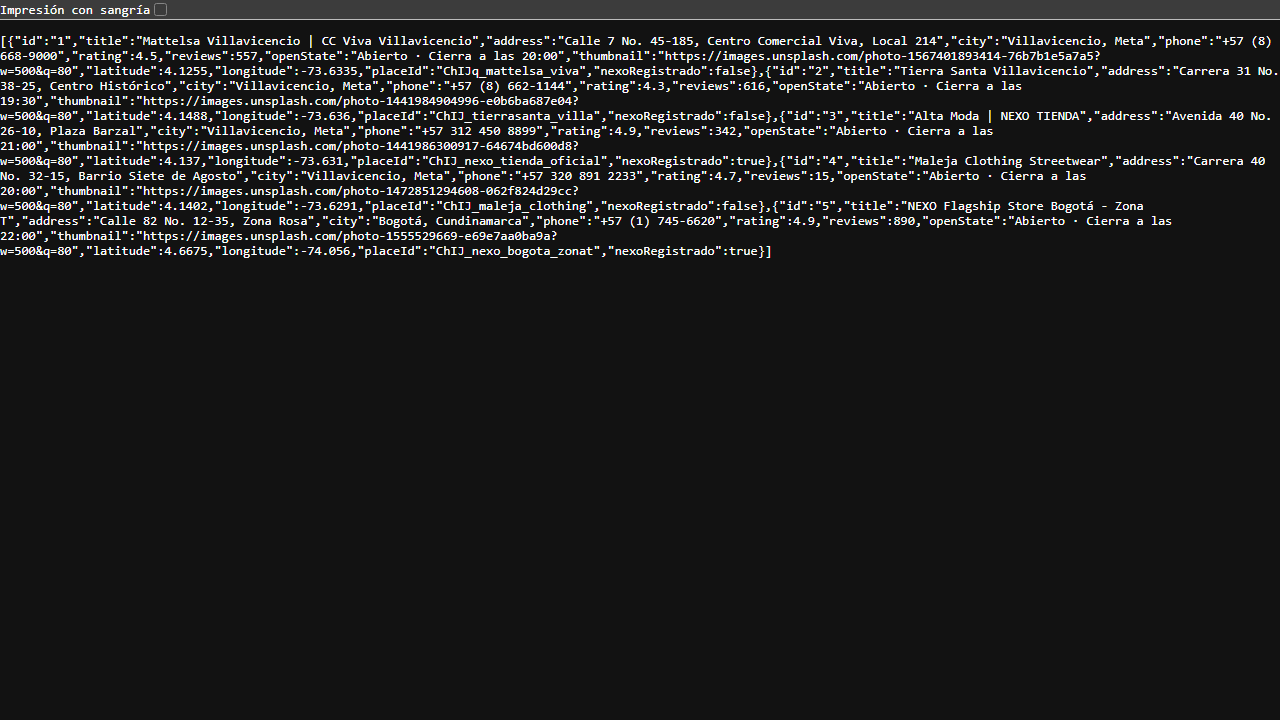 Impresión con sangría
[{"id":"1","title":"Mattelsa Villavicencio | CC Viva Villavicencio","address":"Calle 7 No. 45-185, Centro Comercial Viva, Local 214","city":"Villavicencio, Meta","phone":"+57 (8)
668-9000","rating":4.5,"reviews":557,"openState":"Abierto · Cierra a las 20:00","thumbnail":"https://images.unsplash.com/photo-1567401893414-76b7b1e5a7a5?
w=500&q=80","latitude":4.1255,"longitude":-73.6335,"placeId":"ChIJq_mattelsa_viva","nexoRegistrado":false},{"id":"2","title":"Tierra Santa Villavicencio","address":"Carrera 31 No.
38-25, Centro Histórico","city":"Villavicencio, Meta","phone":"+57 (8) 662-1144","rating":4.3,"reviews":616,"openState":"Abierto · Cierra a las
19:30","thumbnail":"https://images.unsplash.com/photo-1441984904996-e0b6ba687e04?
w=500&q=80","latitude":4.1488,"longitude":-73.636,"placeId":"ChIJ_tierrasanta_villa","nexoRegistrado":false},{"id":"3","title":"Alta Moda | NEXO TIENDA","address":"Avenida 40 No.
26-10, Plaza Barzal","city":"Villavicencio, Meta","phone":"+57 312 450 8899","rating":4.9,"reviews":342,"openState":"Abierto · Cierra a las
21:00","thumbnail":"https://images.unsplash.com/photo-1441986300917-64674bd600d8?
w=500&q=80","latitude":4.137,"longitude":-73.631,"placeId":"ChIJ_nexo_tienda_oficial","nexoRegistrado":true},{"id":"4","title":"Maleja Clothing Streetwear","address":"Carrera 40
No. 32-15, Barrio Siete de Agosto","city":"Villavicencio, Meta","phone":"+57 320 891 2233","rating":4.7,"reviews":15,"openState":"Abierto · Cierra a las
20:00","thumbnail":"https://images.unsplash.com/photo-1472851294608-062f824d29cc?
w=500&q=80","latitude":4.1402,"longitude":-73.6291,"placeId":"ChIJ_maleja_clothing","nexoRegistrado":false},{"id":"5","title":"NEXO Flagship Store Bogotá - Zona
T","address":"Calle 82 No. 12-35, Zona Rosa","city":"Bogotá, Cundinamarca","phone":"+57 (1) 745-6620","rating":4.9,"reviews":890,"openState":"Abierto · Cierra a las
22:00","thumbnail":"https://images.unsplash.com/photo-1555529669-e69e7aa0ba9a?
w=500&q=80","latitude":4.6675,"longitude":-74.056,"placeId":"ChIJ_nexo_bogota_zonat","nexoRegistrado":true}]